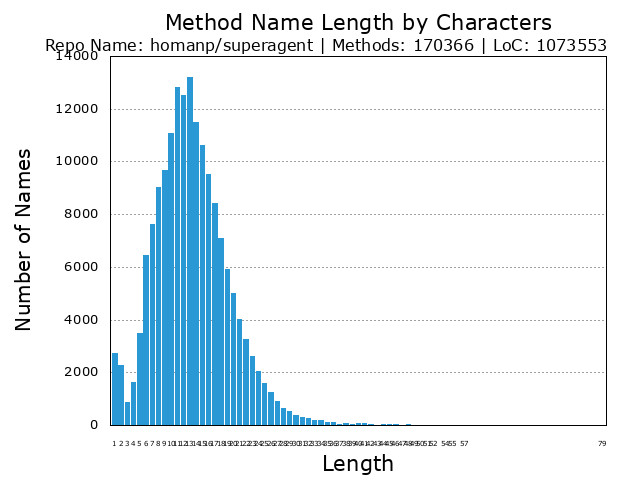 Method Name Length by Characters
Repo Name: homanp/superagent | Methods: 170366 | LoC: 1073553
14000
12000
10000
8000
6000
4000
2000
0
Number of Names
1 2 3 4 5 6 7 8 9 10 11 12 13 14 15 16 17 18 19 20 21 22 23 24 25 26 27 28 29 30 31 32 33 34 35 36 37 38 39 40 41 42 43 44 45 46 47 48 49 50 51 52 54 55 57 79
Length